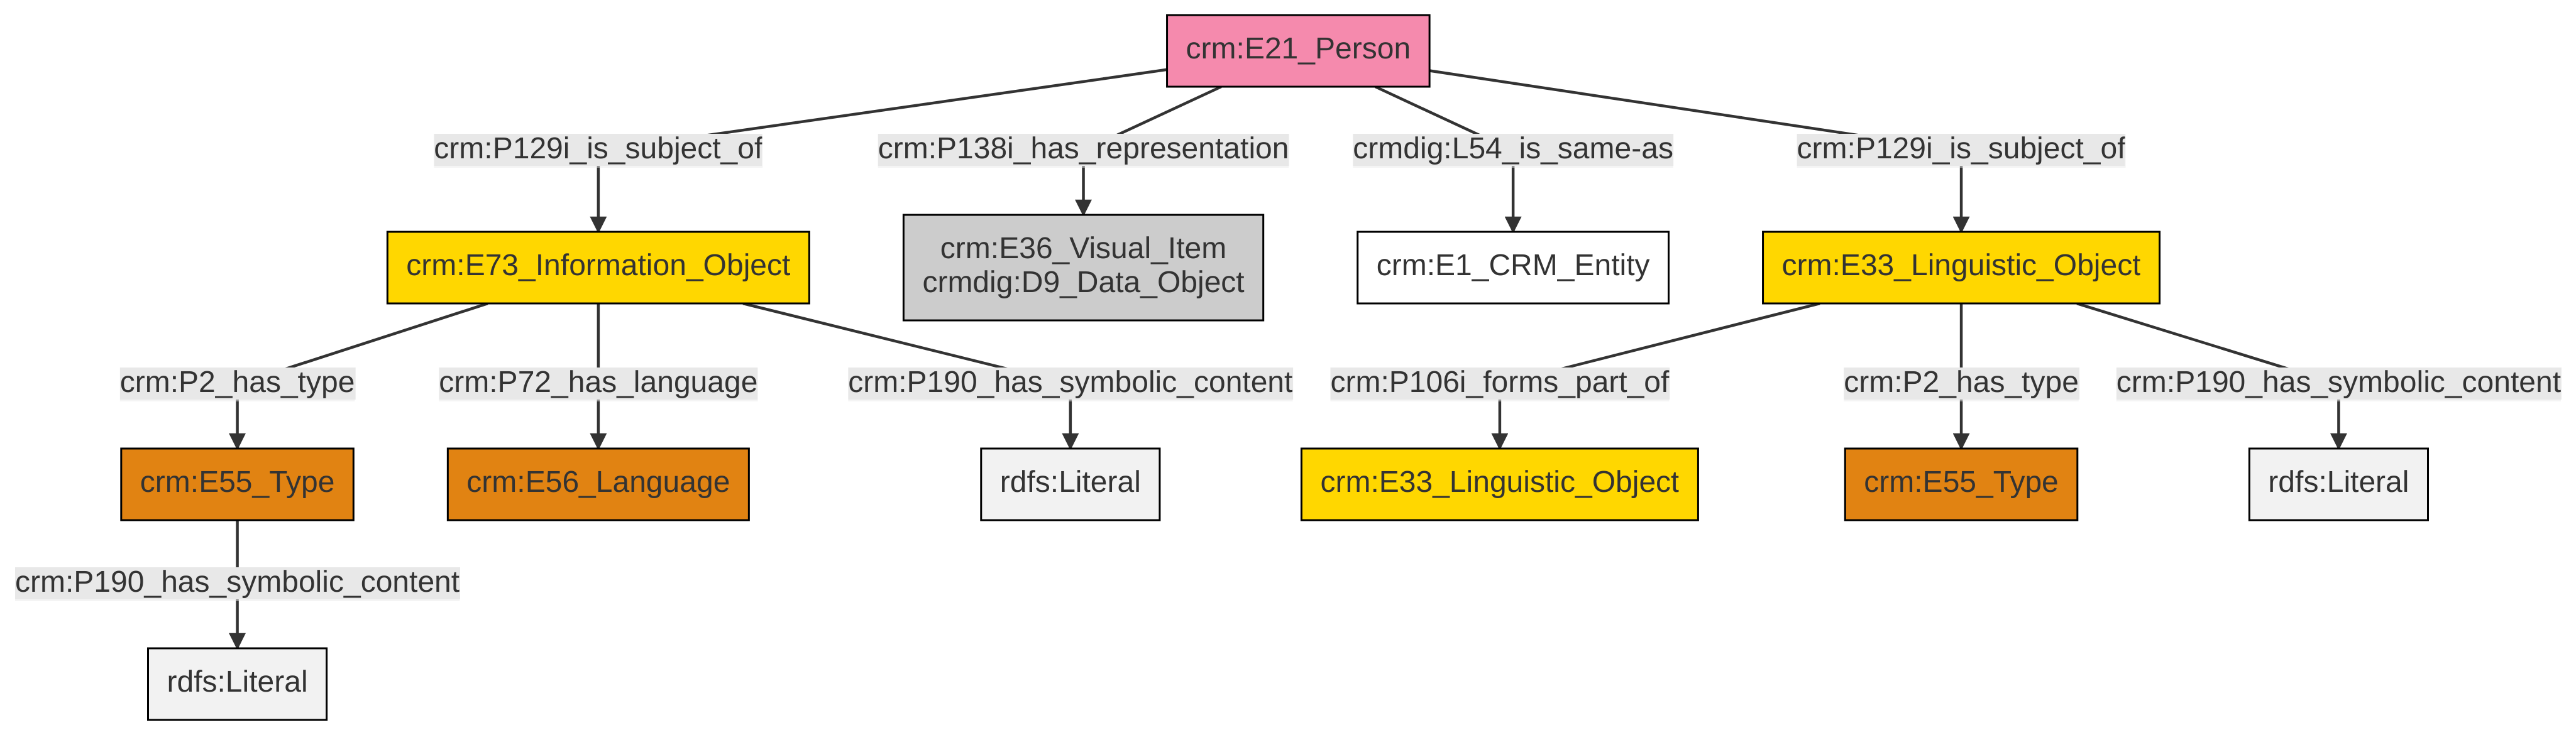 crm:E21_Person
crm:P129i_is_subject_of
crm:P138i_has_representation
crmdig:L54_is_same-as
crm:P129i_is_subject_of
crm:E73_Information_Object
crm:E36_Visual_Item
crmdig:D9_Data_Object
crm:E1_CRM_Entity
crm:E33_Linguistic_Object
crm:P2_has_type
crm:P72_has_language
crm:P190_has_symbolic_content
crm:P106i_forms_part_of
crm:P2_has_type
crm:P190_has_symbolic_content
crm:E55_Type
crm:E56_Language
rdfs:Literal
crm:E33_Linguistic_Object
crm:E55_Type
rdfs:Literal
crm:P190_has_symbolic_content
rdfs:Literal